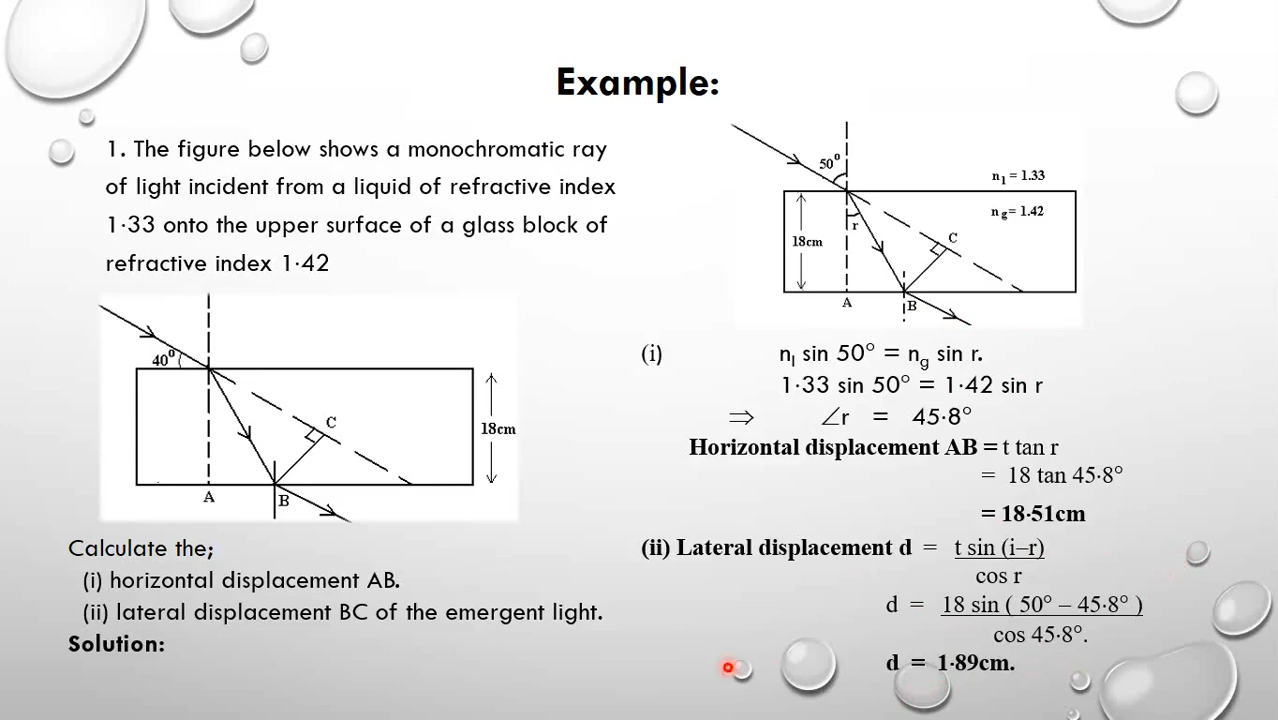 Example:
1. The figure below shows a monochromatic ray
of light incident from a liquid of refractive index
1·33 onto the upper surface of a glass block of
refractive index 1·42
40⁰
C
18cm
A
B
Calculate the;
(i) horizontal displacement AB.
(ii) lateral displacement BC of the emergent light.
Solution:
50⁰
n₁ = 1.33
n g = 1.42
r
18cm
C
A
B
(i) nₗ sin 50° = n_g sin r.
1·33 sin 50° = 1·42 sin r
⇒ ∠r = 45·8°
Horizontal displacement AB = t tan r
= 18 tan 45·8°
= 18·51cm
(ii) Lateral displacement d = t sin (i–r)
cos r
d = 18 sin ( 50° – 45·8° )
cos 45·8°.
d = 1·89cm.